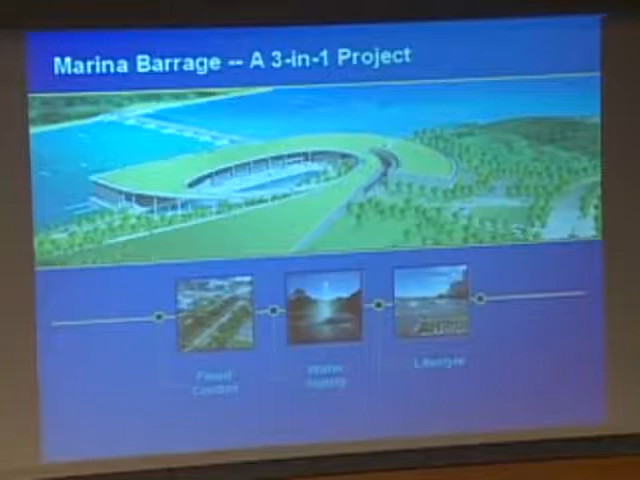 Marina Barrage -- A 3-in-1 Project
Flood
Control
Water
Supply
Lifestyle